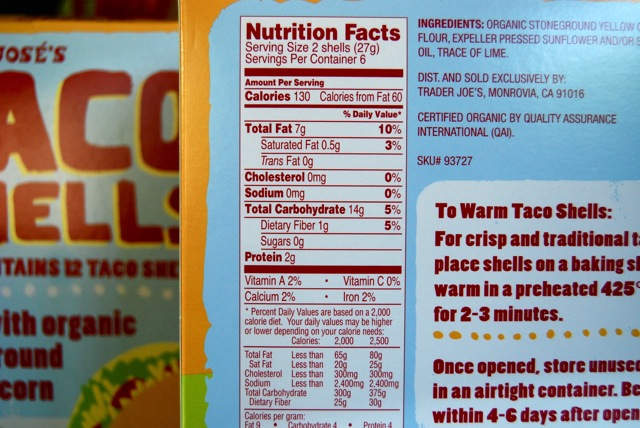 JOSÉ'S
TACO
SHELLS
CONTAINS 12 TACO SHELLS
with organic
ground
corn
Nutrition Facts
Serving Size 2 shells (27g)
Servings Per Container 6
Amount Per Serving
Calories 130 Calories from Fat 60
% Daily Value*
Total Fat 7g 10%
Saturated Fat 0.5g 3%
Trans Fat 0g
Cholesterol 0mg 0%
Sodium 0mg 0%
Total Carbohydrate 14g 5%
Dietary Fiber 1g 5%
Sugars 0g
Protein 2g
Vitamin A 2% • Vitamin C 0%
Calcium 2% • Iron 2%
* Percent Daily Values are based on a 2,000
calorie diet. Your daily values may be higher
or lower depending on your calorie needs:
Calories: 2,000 2,500
Total Fat Less than 65g 80g
Sat Fat Less than 20g 25g
Cholesterol Less than 300mg 300mg
Sodium Less than 2,400mg 2,400mg
Total Carbohydrate 300g 375g
Dietary Fiber 25g 30g
Calories per gram:
Fat 9 • Carbohydrate 4 • Protein 4
INGREDIENTS: ORGANIC STONEGROUND YELLOW
FLOUR, EXPELLER PRESSED SUNFLOWER AND/OR
OIL, TRACE OF LIME.
DIST. AND SOLD EXCLUSIVELY BY:
TRADER JOE'S, MONROVIA, CA 91016
CERTIFIED ORGANIC BY QUALITY ASSURANCE
INTERNATIONAL (QAI).
SKU# 93727
To Warm Taco Shells:
For crisp and traditional
place shells on a baking
warm in a preheated 425°
for 2-3 minutes.
Once opened, store unused
in an airtight container.
within 4-6 days after